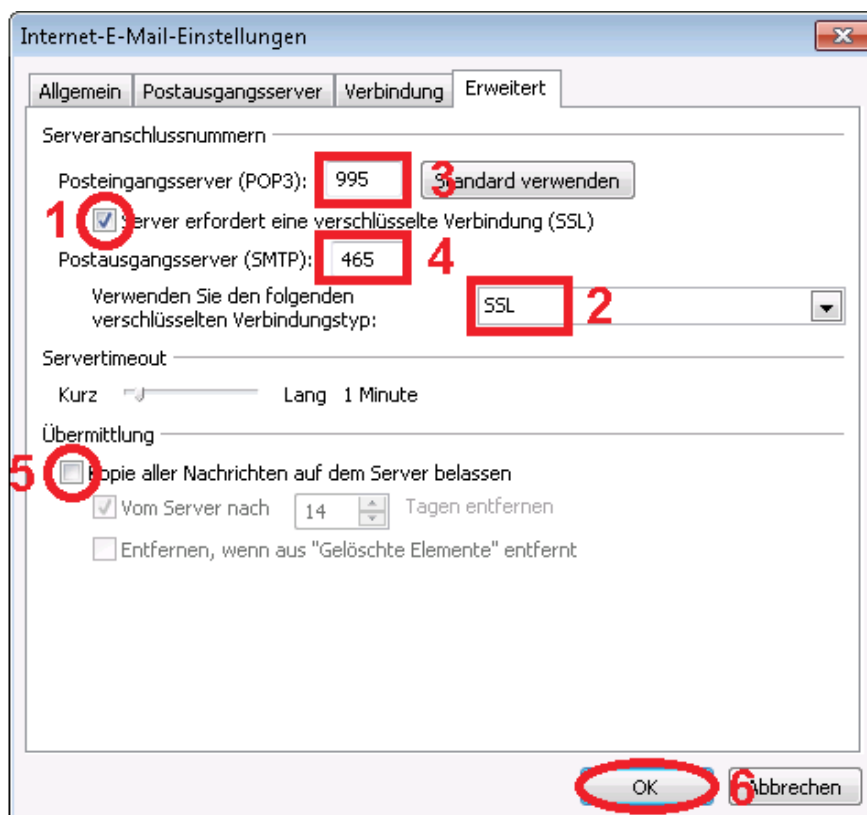 Internet-E-Mail-Einstellungen
Allgemein Postausgangsserver Verbindung Erweitert
Serveranschlussnummern
Posteingangsserver (POP3): 995 3 Standard verwenden
1 Server erfordert eine verschlüsselte Verbindung (SSL)
Postausgangsserver (SMTP): 465 4
Verwenden Sie den folgenden
verschlüsselten Verbindungstyp: SSL 2
Servertimeout
Kurz Lang 1 Minute
Übermittlung
5 Kopie aller Nachrichten auf dem Server belassen
Vom Server nach 14 Tagen entfernen
Entfernen, wenn aus "Gelöschte Elemente" entfernt
OK 6 Abbrechen